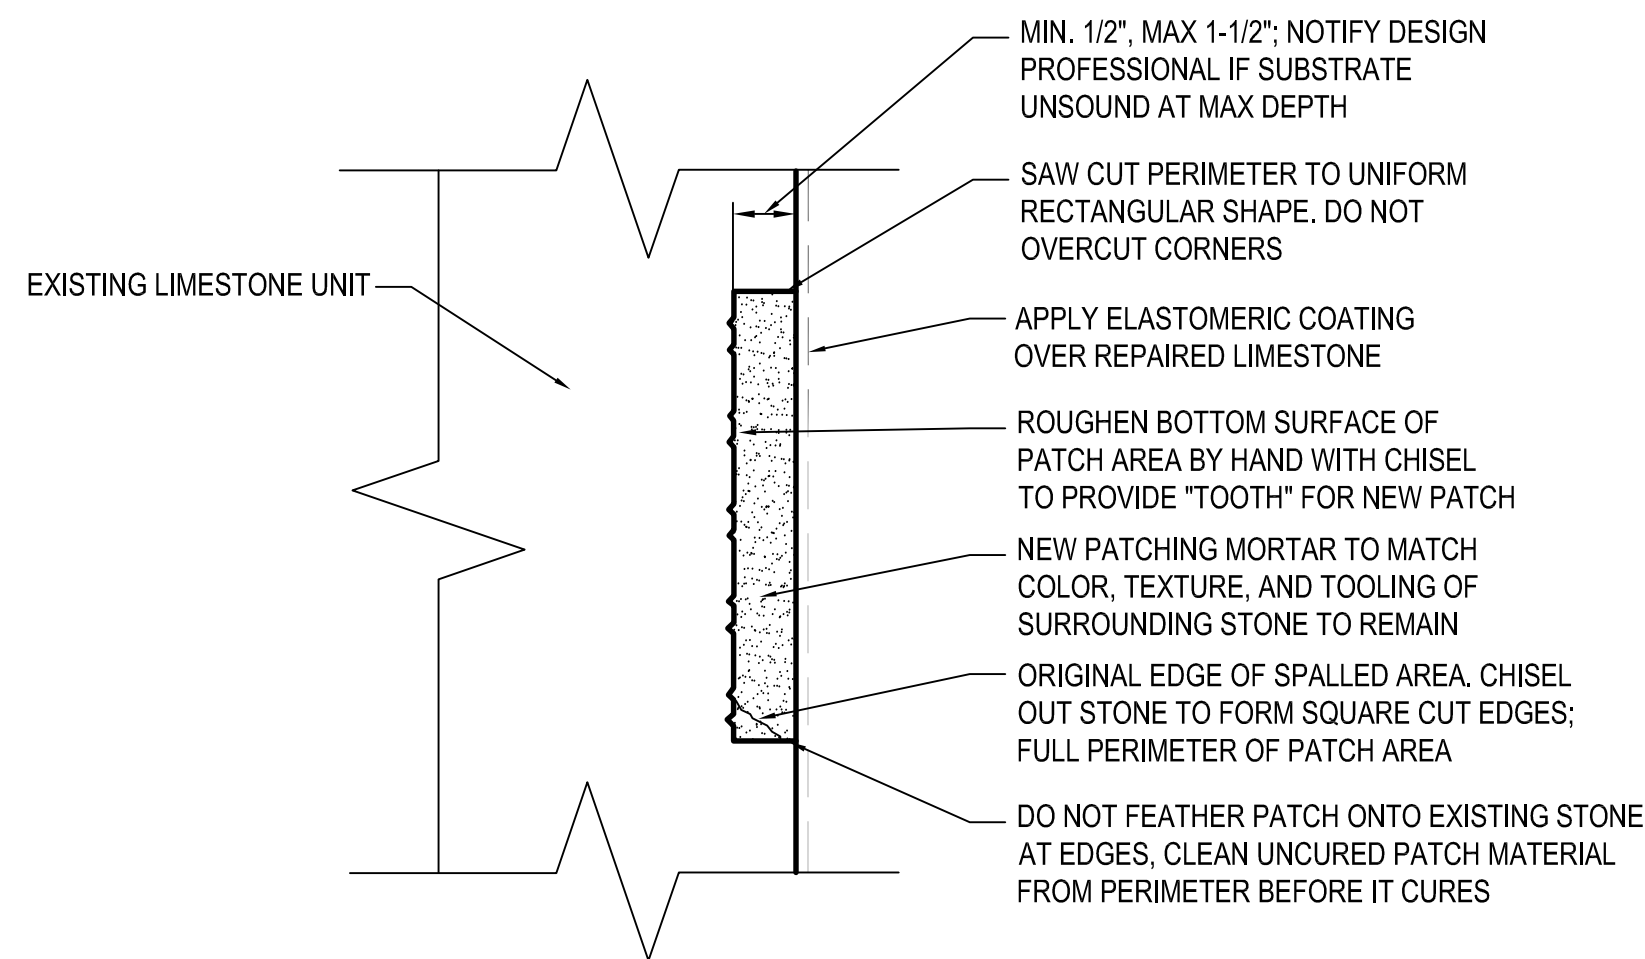 MIN. 1/2", MAX 1-1/2"; NOTIFY DESIGN
PROFESSIONAL IF SUBSTRATE
UNSOUND AT MAX DEPTH
SAW CUT PERIMETER TO UNIFORM
RECTANGULAR SHAPE. DO NOT
OVERCUT CORNERS
EXISTING LIMESTONE UNIT
APPLY ELASTOMERIC COATING
OVER REPAIRED LIMESTONE
ROUGHEN BOTTOM SURFACE OF
PATCH AREA BY HAND WITH CHISEL
TO PROVIDE "TOOTH" FOR NEW PATCH
NEW PATCHING MORTAR TO MATCH
COLOR, TEXTURE, AND TOOLING OF
SURROUNDING STONE TO REMAIN
ORIGINAL EDGE OF SPALLED AREA. CHISEL
OUT STONE TO FORM SQUARE CUT EDGES;
FULL PERIMETER OF PATCH AREA
DO NOT FEATHER PATCH ONTO EXISTING STONE
AT EDGES, CLEAN UNCURED PATCH MATERIAL
FROM PERIMETER BEFORE IT CURES